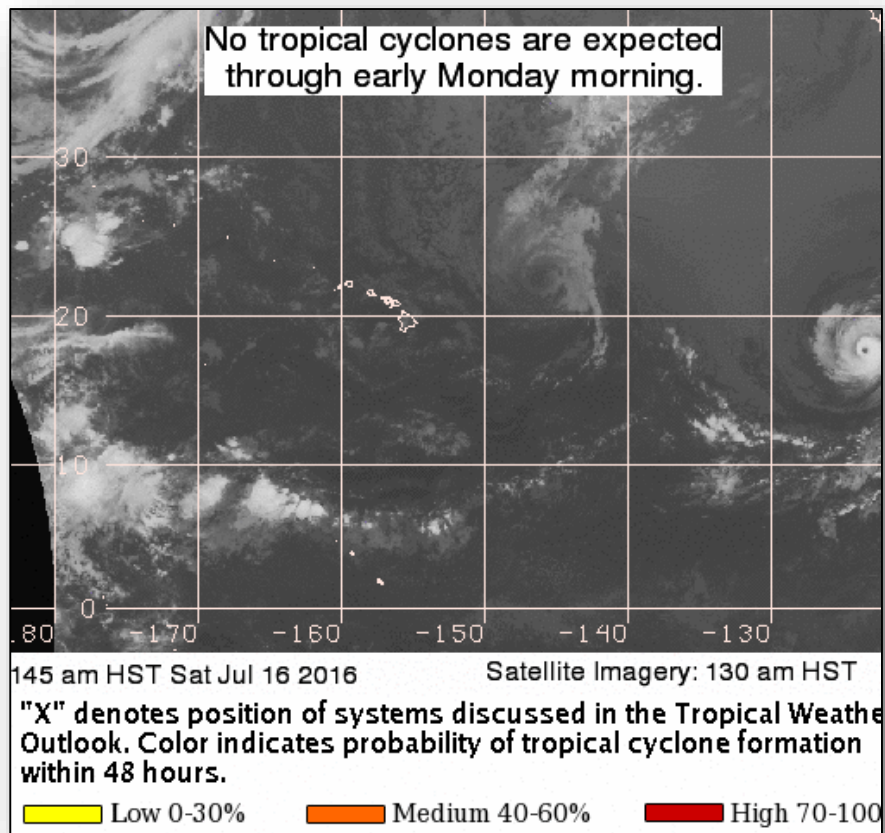 No tropical cyclones are expected
through early Monday morning.
30
20
10
0
.80 -170 -160 -150 -140 -130
145 am HST Sat Jul 16 2016 Satellite Imagery: 130 am HST
"X" denotes position of systems discussed in the Tropical Weathe
Outlook. Color indicates probability of tropical cyclone formation
within 48 hours.
Low 0-30% Medium 40-60% High 70-100